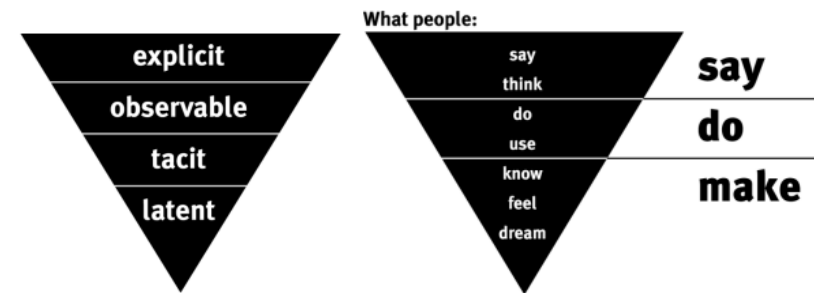 explicit
observable
tacit
latent
What people:
say
think
do
use
know
feel
dream
say
do
make